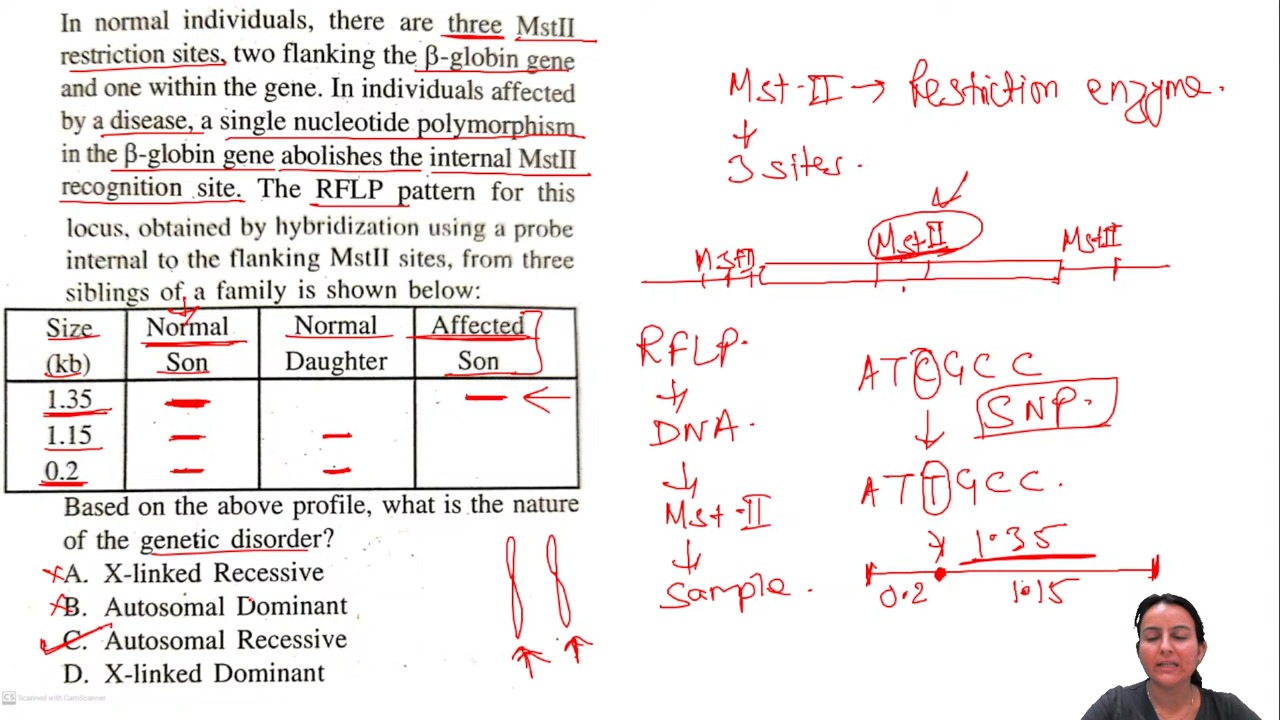 In normal individuals, there are three MstII
restriction sites, two flanking the β-globin gene
and one within the gene. In individuals affected
by a disease, a single nucleotide polymorphism
in the β-globin gene abolishes the internal MstII
recognition site. The RFLP pattern for this
locus, obtained by hybridization using a probe
internal to the flanking MstII sites, from three
siblings of a family is shown below:
Size Normal Normal Affected
(kb) Son Daughter Son
1.35
1.15
0.2
Based on the above profile, what is the nature
of the genetic disorder?
A. X-linked Recessive
B. Autosomal Dominant
C. Autosomal Recessive
D. X-linked Dominant
CS Scanned with CamScanner
Mst-II → Restriction enzyme.
3 sites.
MstII MstII MstII
RFLP.
DNA.
Mst-II
Sample.
ATCGCC
SNP.
ATTGCC.
1.35
0.2 1.15